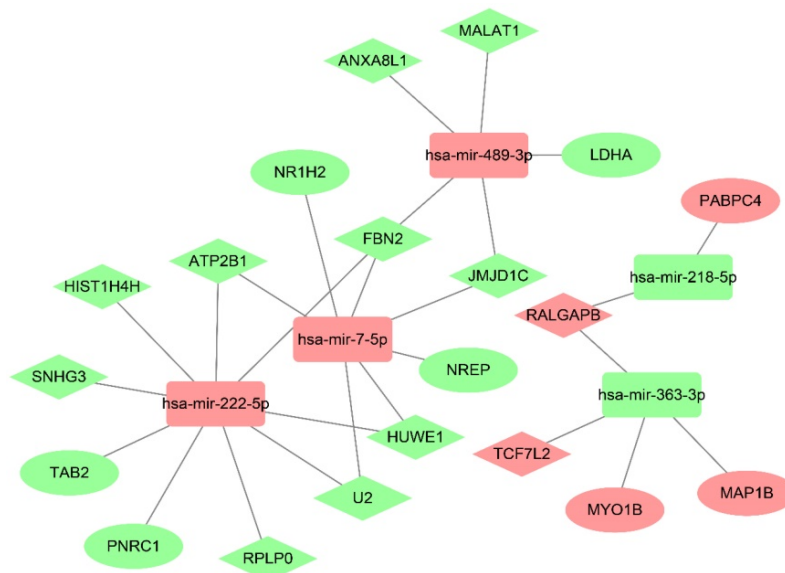 MALAT1
ANXA8L1
hsa-mir-489-3p
LDHA
NR1H2
PABPC4
FBN2
ATP2B1
JMJD1C
hsa-mir-218-5p
HIST1H4H
RALGAPB
hsa-mir-7-5p
NREP
SNHG3
hsa-mir-222-5p
hsa-mir-363-3p
HUWE1
TCF7L2
TAB2
U2
MAP1B
MYO1B
PNRC1
RPLP0